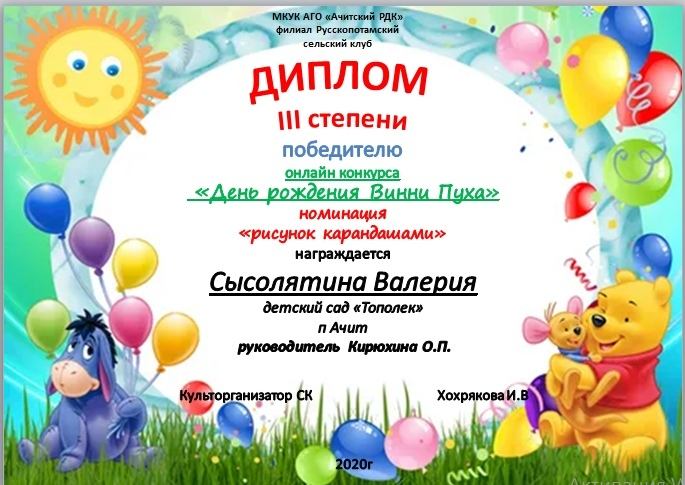 МКУК АГО «Ачитский РДК»
филиал Русскопотамский
сельский клуб
ДИПЛОМ
III степени
победителю
онлайн конкурса
«День рождения Винни Пуха»
номинация
«рисунок карандашами»
награждается
Сысолятина Валерия
детский сад «Тополек»
п Ачит
руководитель Кирюхина О.П.
Культорганизатор СК Хохрякова И.В
2020г